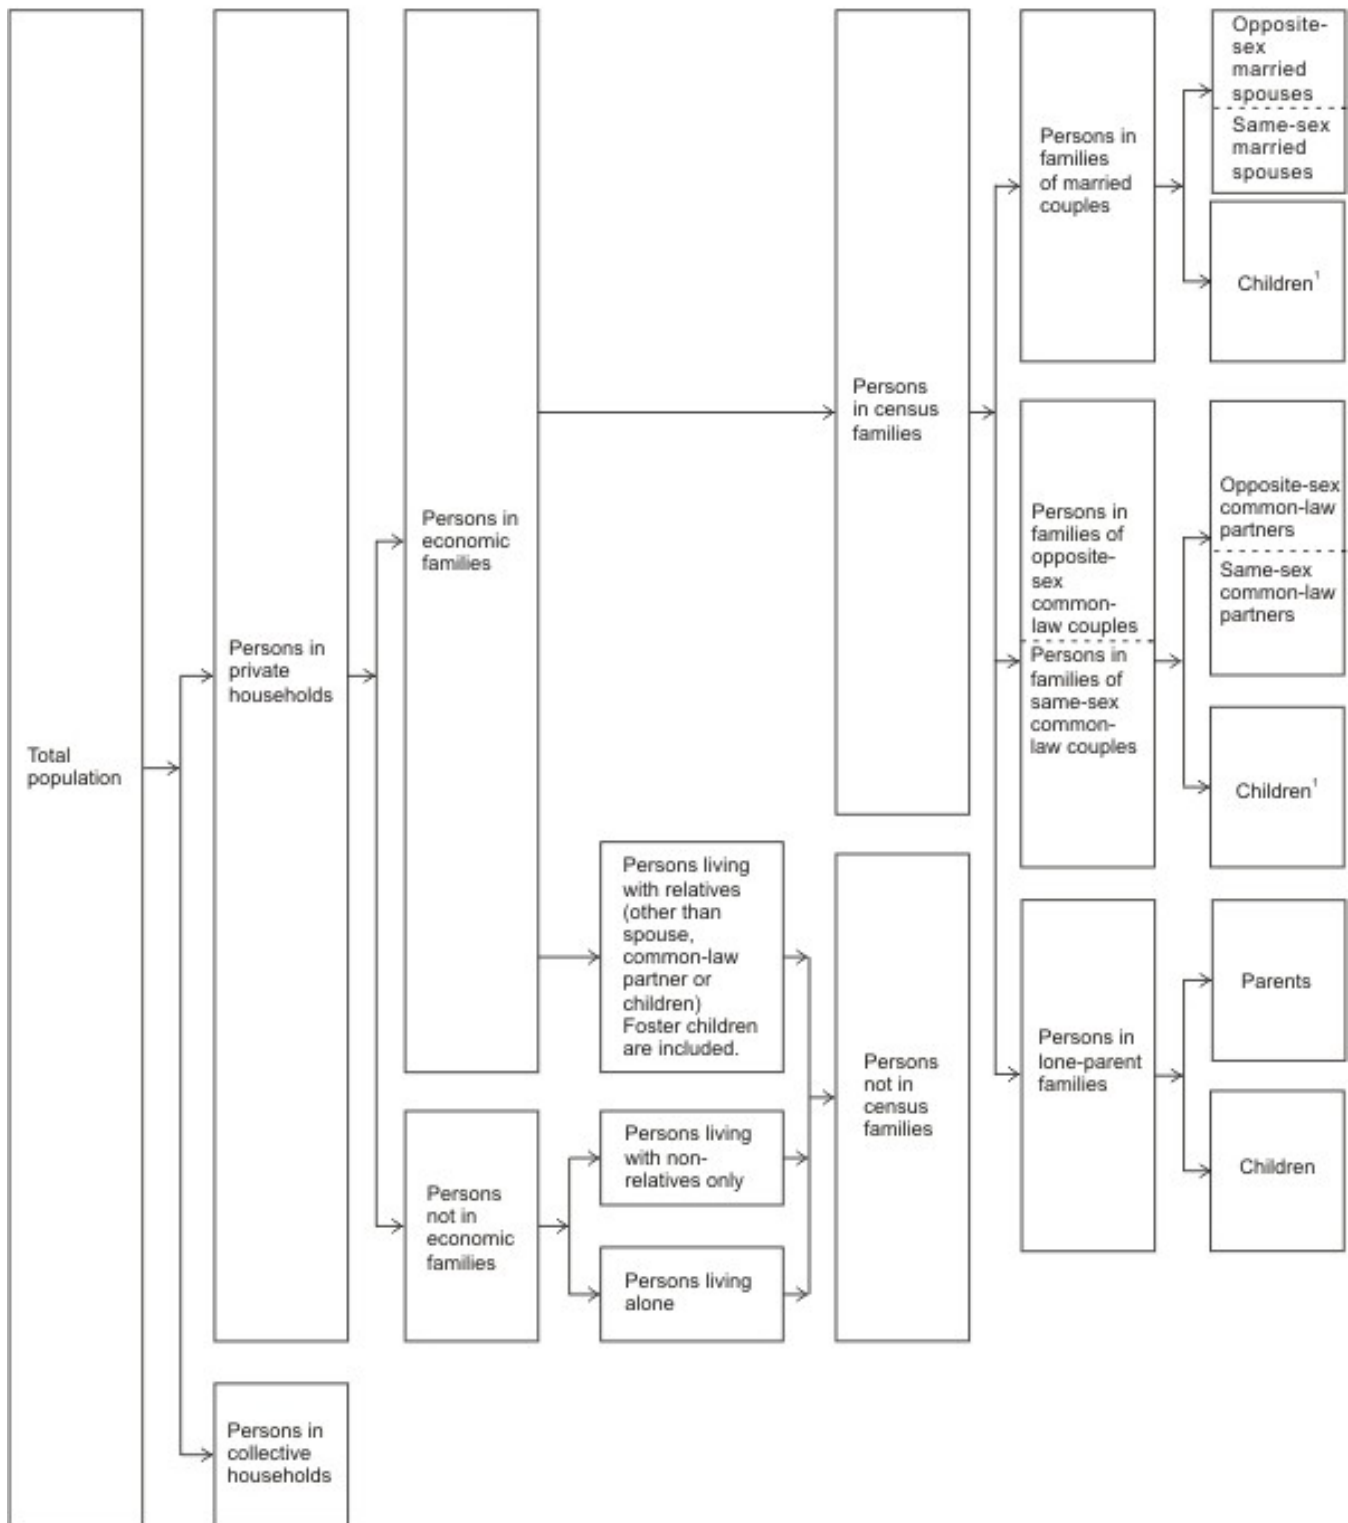 Total
population
Persons in
private
households
Persons in
collective
households
Persons in
economic
families
Persons
not in
economic
families
Persons living
with relatives
(other than
spouse,
common-law
partner or
children)
Foster children
are included.
Persons living
with non-
relatives only
Persons living
alone
Persons
in census
families
Persons
not in
census
families
Persons in
families
of married
couples
Persons in
families of
opposite-
sex
common-
law couples
Persons in
families of
same-sex
common-
law couples
Persons in
lone-parent
families
Opposite-
sex
married
spouses
Same-sex
married
spouses
Children¹
Opposite-sex
common-law
partners
Same-sex
common-law
partners
Children¹
Parents
Children